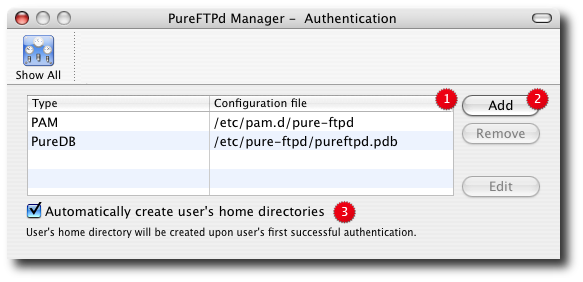 PureFTPd Manager - Authentication
Show All
Type Configuration file 1 Add 2
PAM /etc/pam.d/pure-ftpd
Remove
PureDB /etc/pure-ftpd/pureftpd.pdb
Edit
Automatically create user's home directories 3
User's home directory will be created upon user's first successful authentication.